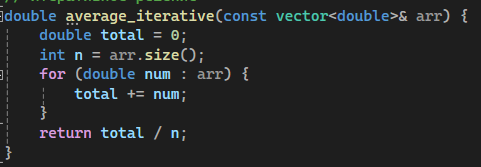 double average_iterative(const vector<double>& arr) {
    double total = 0;
    int n = arr.size();
    for (double num : arr) {
        total += num;
    }
    return total / n;
}